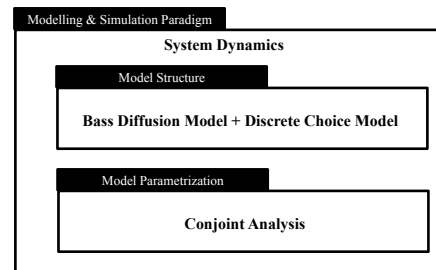 Modelling & Simulation Paradigm
System Dynamics
Model Structure
Bass Diffusion Model + Discrete Choice Model
Model Parametrization
Conjoint Analysis